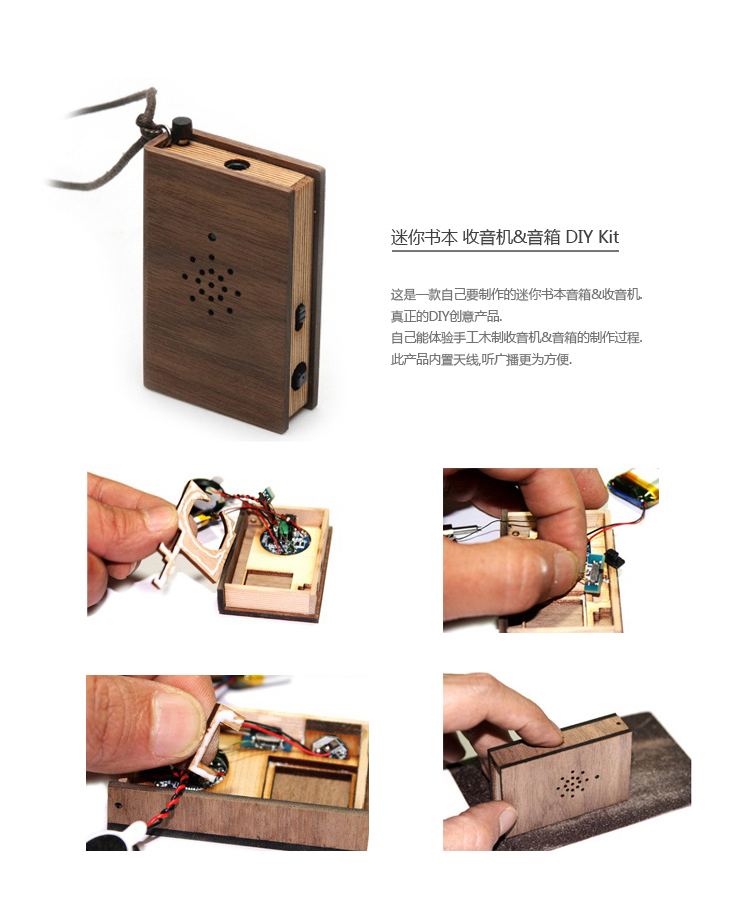 迷你书本 收音机&音箱 DIY Kit
这是一款自己要制作的迷你书本音箱&收音机.
真正的DIY创意产品.
自己能体验手工木制收音机&音箱的制作过程.
此产品内置天线,听广播更为方便.